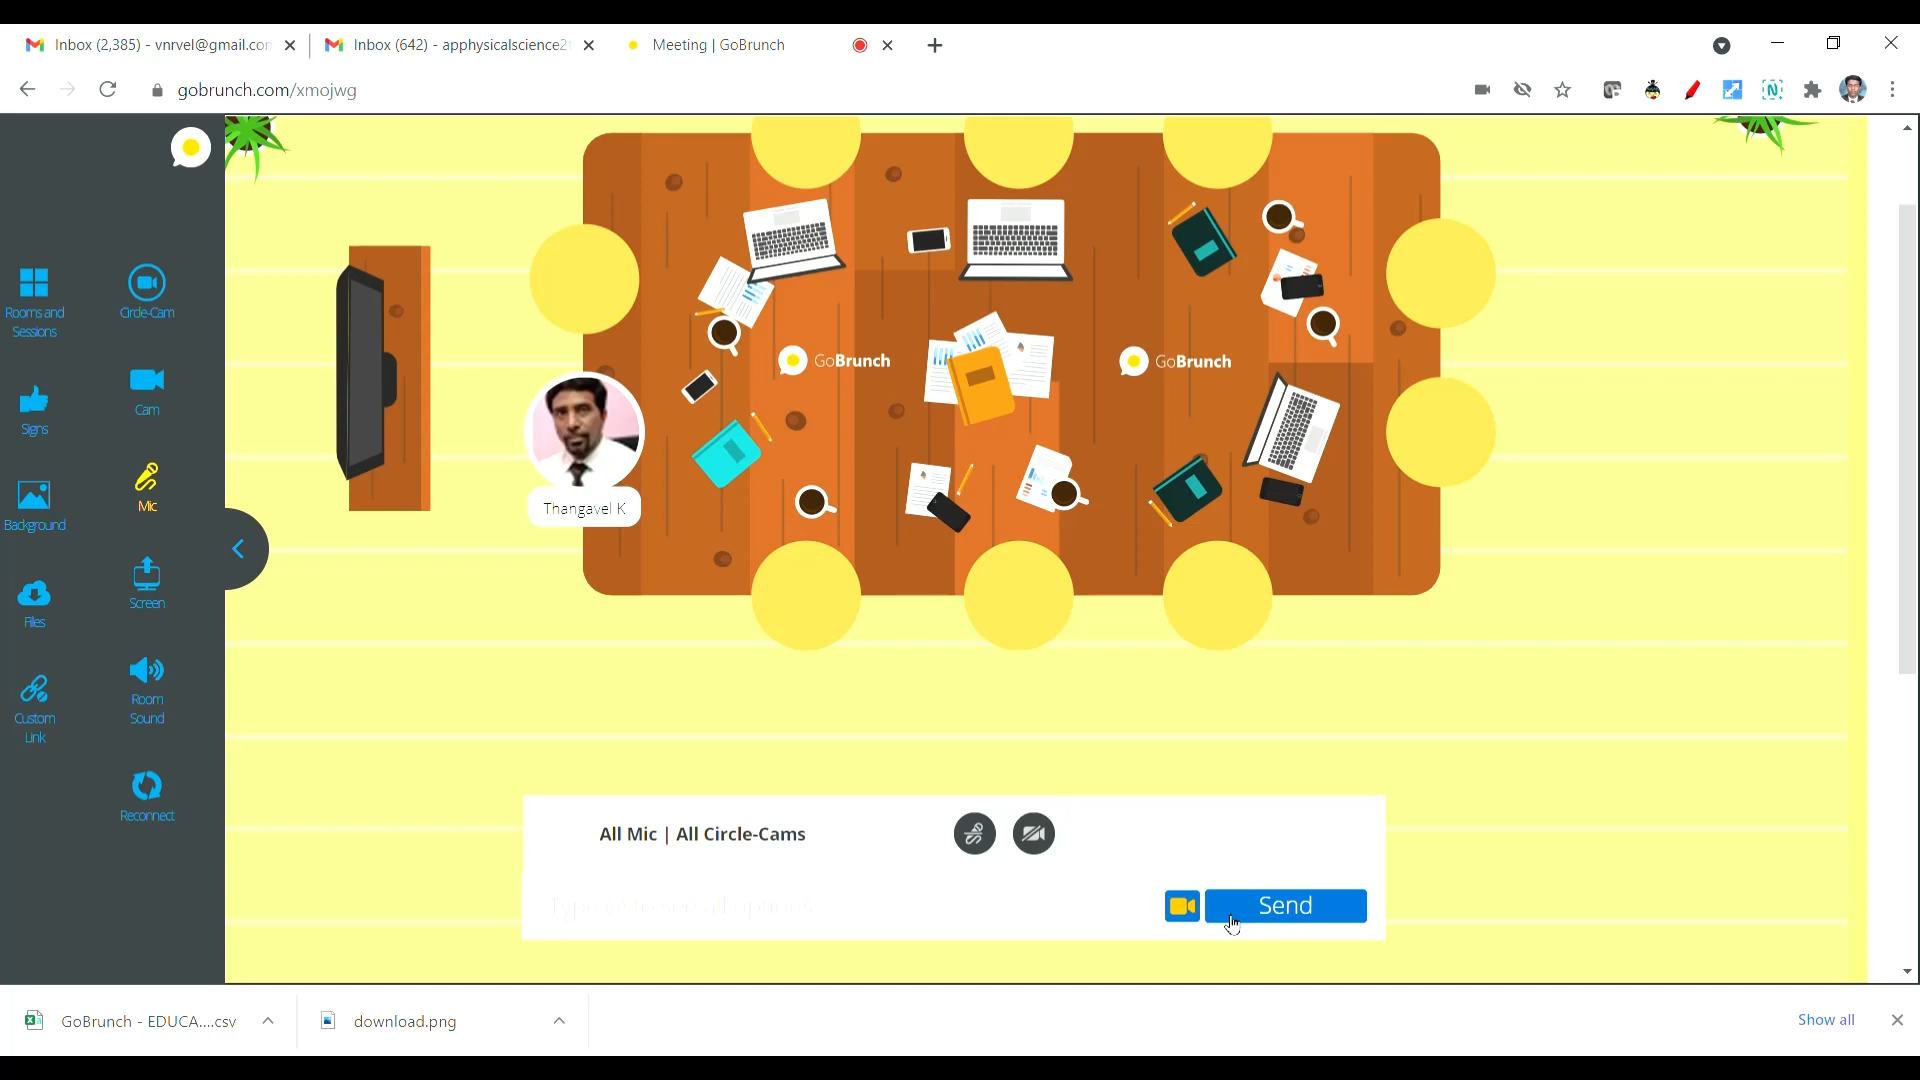 Inbox (2,385) - vnrvel@gmail.con
Inbox (642) - apphysicalscience2
Meeting | GoBrunch
gobrunch.com/xmojwg
Rooms and
Sessions
Circle-Cam
Signs
Cam
Background
Mic
Files
Screen
Custom
Link
Room
Sound
Reconnect
GoBrunch
GoBrunch
Thangavel K
All Mic | All Circle-Cams
Send
GoBrunch - EDUCA....csv
download.png
Show all